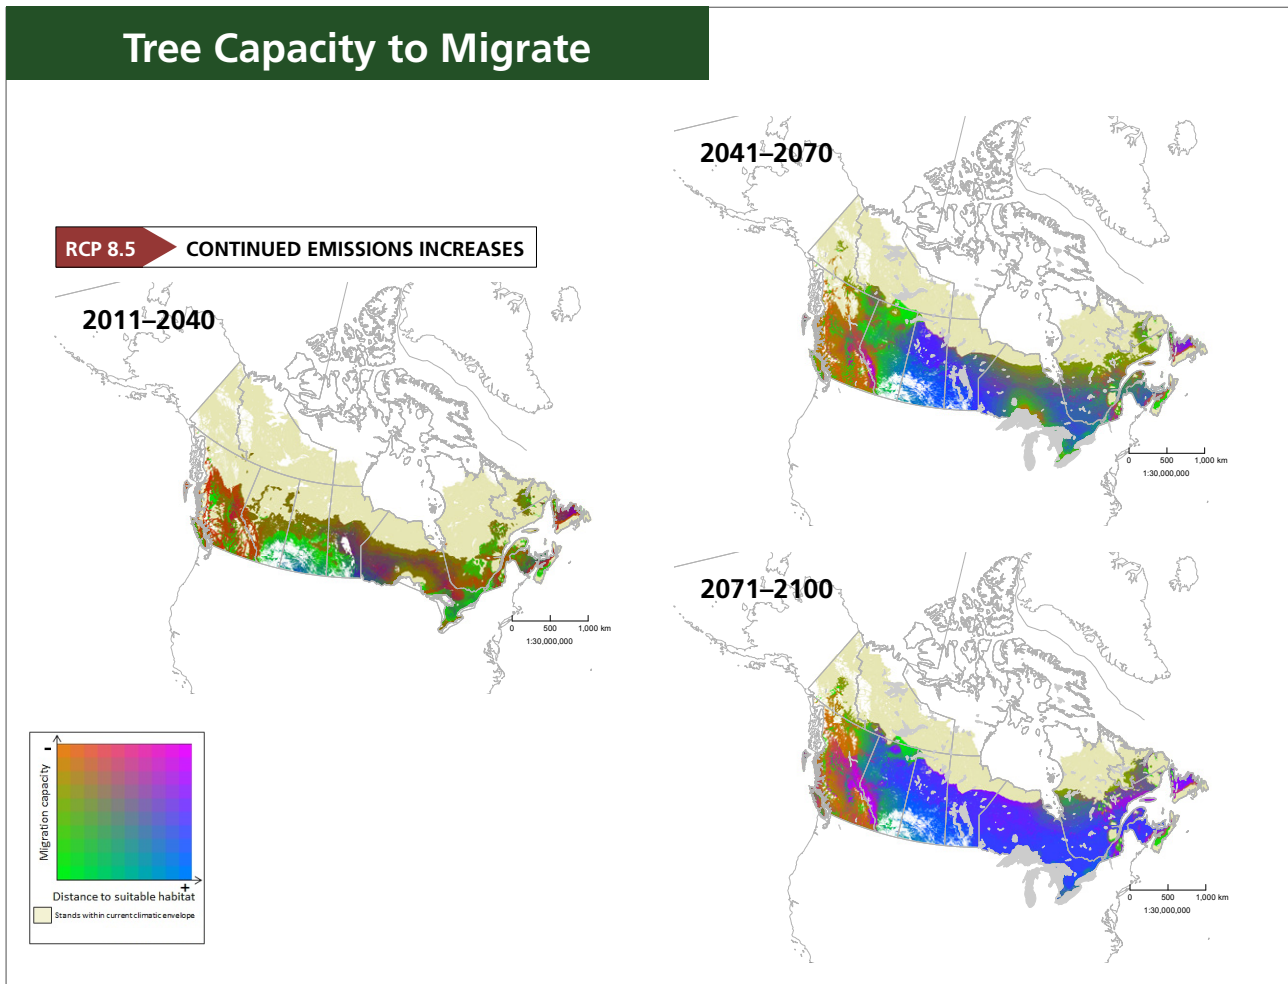 Tree Capacity to Migrate
RCP 8.5 CONTINUED EMISSIONS INCREASES
2011–2040
0 500 1,000 km
1:30,000,000
2041–2070
0 500 1,000 km
1:30,000,000
2071–2100
0 500 1,000 km
1:30,000,000
-
Migration capacity
+
Distance to suitable habitat
Stands within current climatic envelope